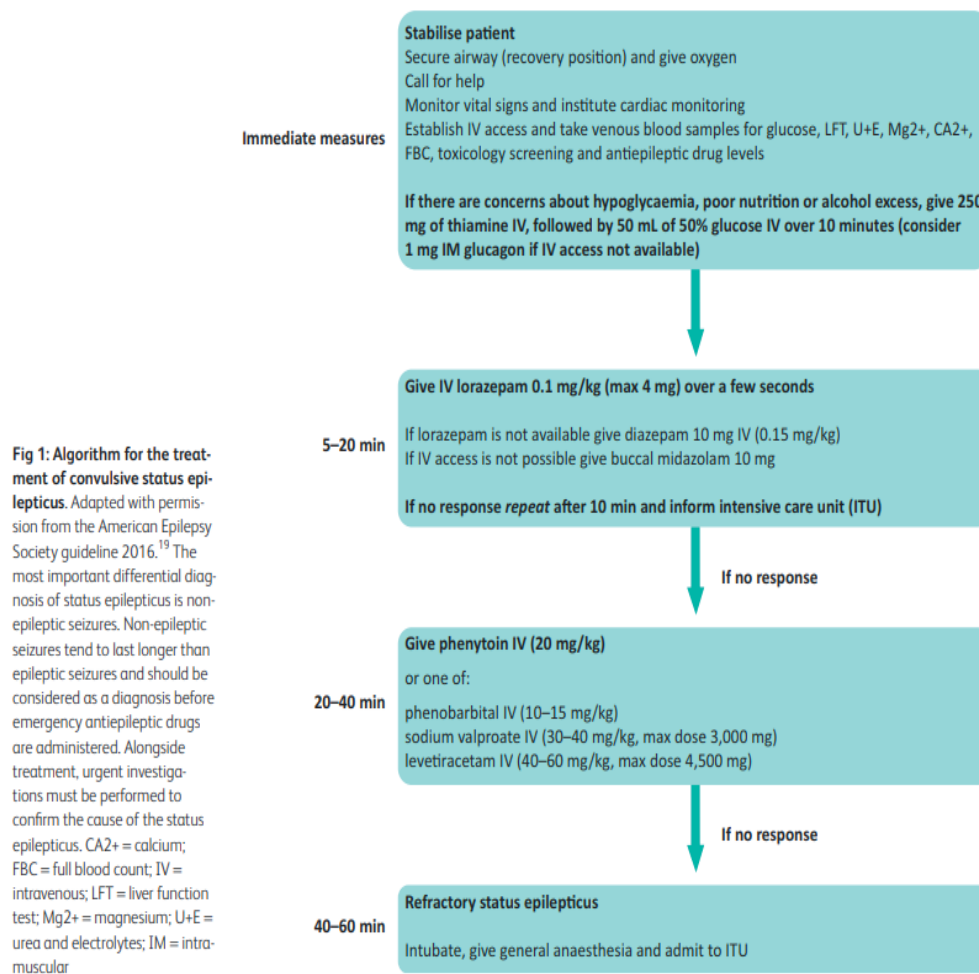 Stabilise patient
Secure airway (recovery position) and give oxygen
Call for help
Monitor vital signs and institute cardiac monitoring
Immediate measures
Establish IV access and take venous blood samples for glucose, LFT, U+E, Mg2+, CA2+,
FBC, toxicology screening and antiepileptic drug levels
If there are concerns about hypoglycaemia, poor nutrition or alcohol excess, give 250
mg of thiamine IV, followed by 50 mL of 50% glucose IV over 10 minutes (consider
1 mg IM glucagon if IV access not available)
Give IV lorazepam 0.1 mg/kg (max 4 mg) over a few seconds
5–20 min
If lorazepam is not available give diazepam 10 mg IV (0.15 mg/kg)
If IV access is not possible give buccal midazolam 10 mg
If no response repeat after 10 min and inform intensive care unit (ITU)
If no response
Give phenytoin IV (20 mg/kg)
or one of:
20–40 min
phenobarbital IV (10–15 mg/kg)
sodium valproate IV (30–40 mg/kg, max dose 3,000 mg)
levetiracetam IV (40–60 mg/kg, max dose 4,500 mg)
If no response
Refractory status epilepticus
40–60 min
Intubate, give general anaesthesia and admit to ITU
Fig 1: Algorithm for the treat-
ment of convulsive status epi-
lepticus. Adapted with permis-
sion from the American Epilepsy
Society guideline 2016.19 The
most important differential diag-
nosis of status epilepticus is non-
epileptic seizures. Non-epileptic
seizures tend to last longer than
epileptic seizures and should be
considered as a diagnosis before
emergency antiepileptic drugs
are administered. Alongside
treatment, urgent investiga-
tions must be performed to
confirm the cause of the status
epilepticus. CA2+ = calcium;
FBC = full blood count; IV =
intravenous; LFT = liver function
test; Mg2+ = magnesium; U+E =
urea and electrolytes; IM = intra-
muscular